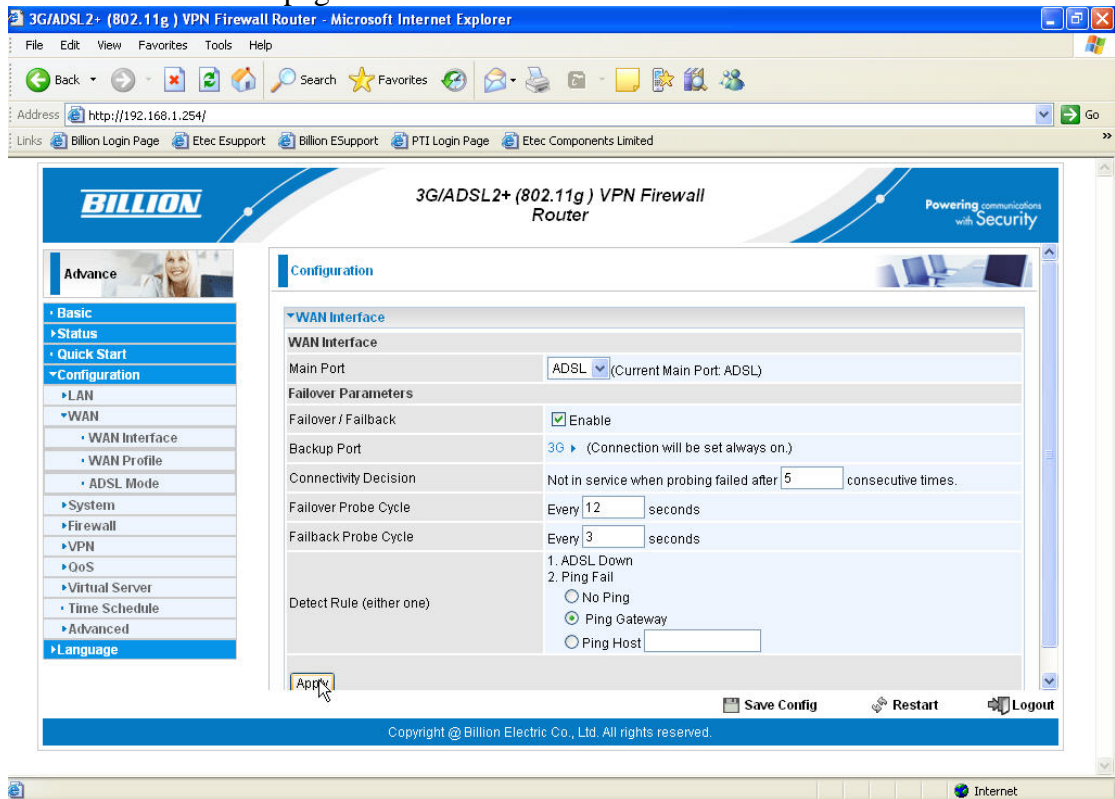 3G/ADSL2+ (802.11g ) VPN Firewall Router - Microsoft Internet Explorer
File Edit View Favorites Tools Help
Back Search Favorites
Address http://192.168.1.254/ Go
Links Billion Login Page Etec Esupport Billion ESupport PTI Login Page Etec Components Limited »
BILLION
3G/ADSL2+ (802.11g ) VPN Firewall
Router
Powering communications
with Security
Advance
Configuration
Basic
Status
Quick Start
Configuration
LAN
WAN
WAN Interface
WAN Profile
ADSL Mode
System
Firewall
VPN
QoS
Virtual Server
Time Schedule
Advanced
Language
WAN Interface
WAN Interface
Main Port ADSL (Current Main Port: ADSL)
Failover Parameters
Failover / Failback Enable
Backup Port 3G (Connection will be set always on.)
Connectivity Decision Not in service when probing failed after 5 consecutive times.
Failover Probe Cycle Every 12 seconds
Failback Probe Cycle Every 3 seconds
Detect Rule (either one)
1. ADSL Down
2. Ping Fail
No Ping
Ping Gateway
Ping Host
Apply
Save Config Restart Logout
Copyright @ Billion Electric Co., Ltd. All rights reserved.
Internet